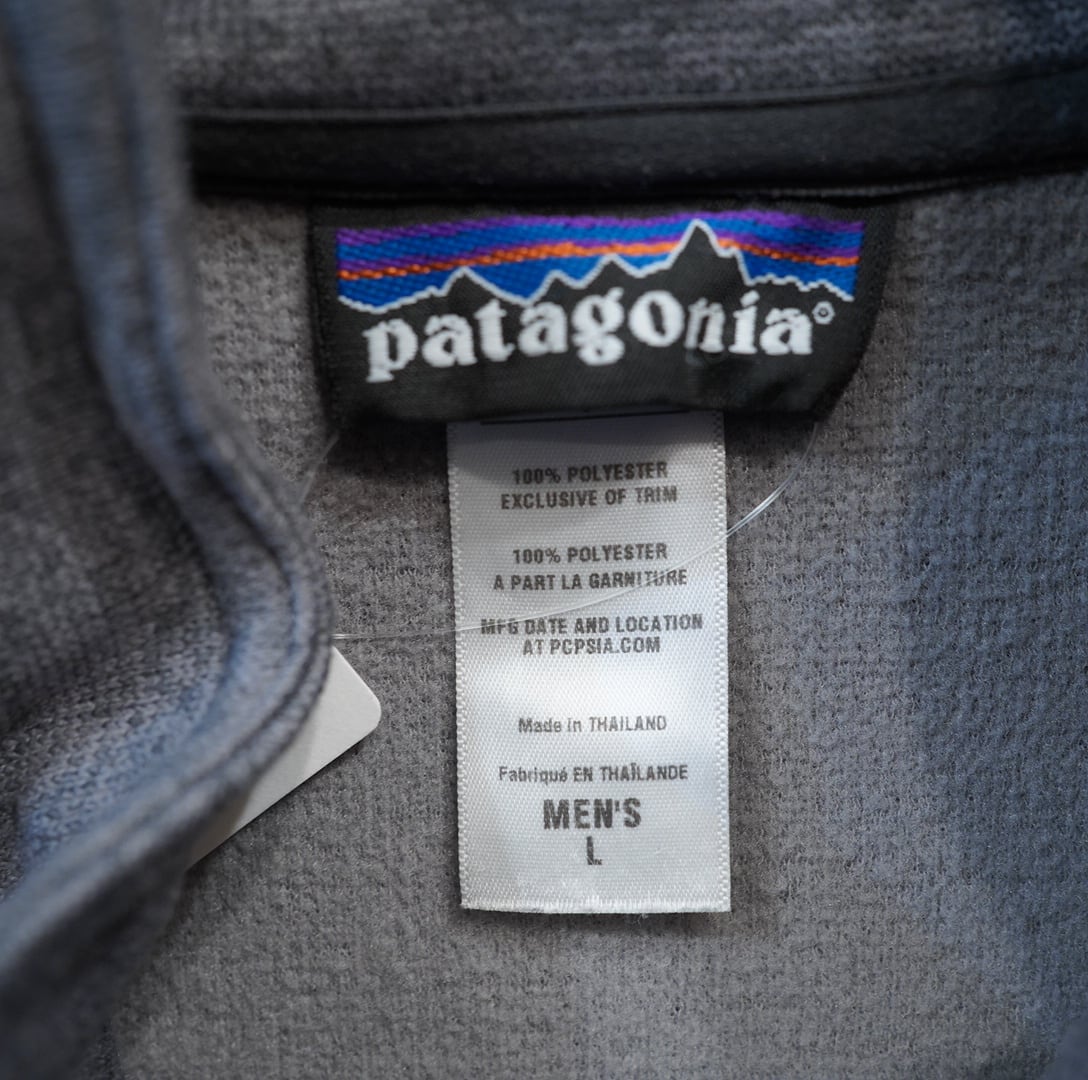 patagonia®
100% POLYESTER
EXCLUSIVE OF TRIM
100% POLYESTER
A PART LA GARNITURE
MFG DATE AND LOCATION
AT PCPSIA.COM
Made in THAILAND
Fabriqué EN THAÏLANDE
MEN'S
L